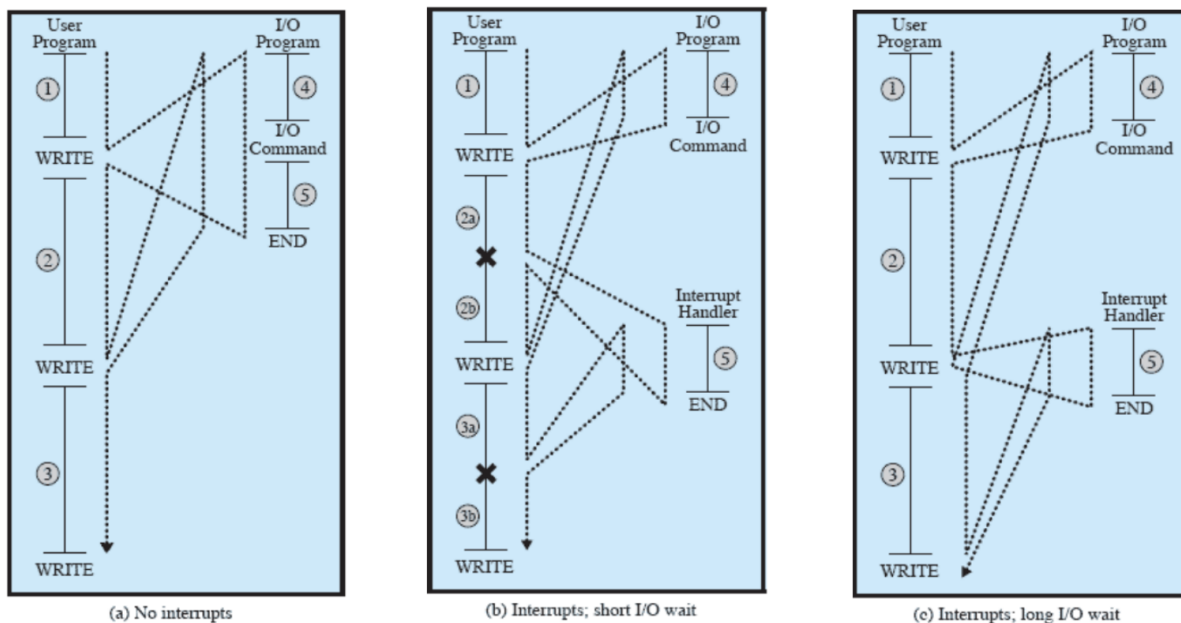 User
Program
I/O
Program
1
4
I/O
Command
WRITE
5
END
2
WRITE
3
WRITE
(a) No interrupts
User
Program
I/O
Program
1
4
I/O
Command
WRITE
2a
2b
Interrupt
Handler
WRITE
5
END
3a
3b
WRITE
(b) Interrupts; short I/O wait
User
Program
I/O
Program
1
4
I/O
Command
WRITE
2
Interrupt
Handler
WRITE
5
END
3
WRITE
(c) Interrupts; long I/O wait